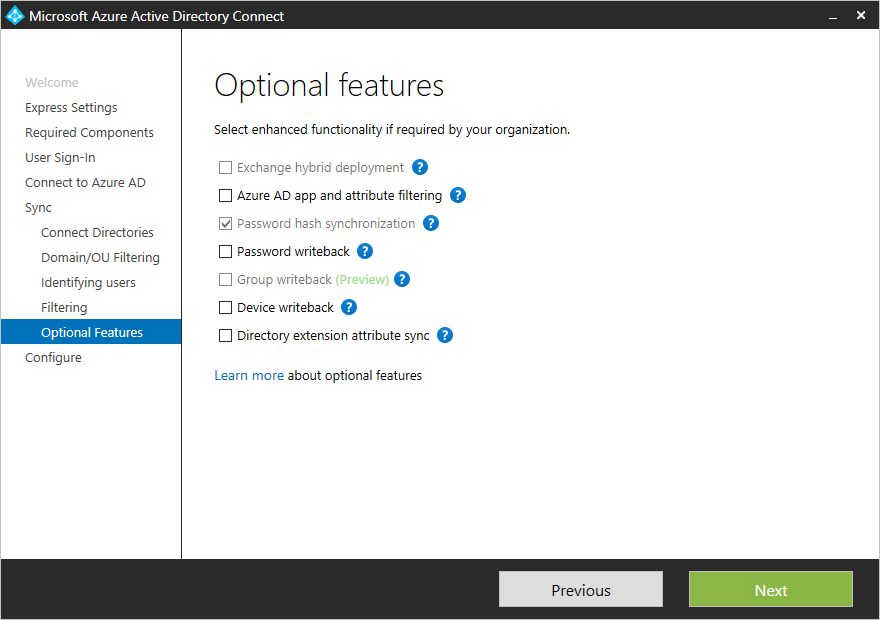 Microsoft Azure Active Directory Connect
Welcome
Express Settings
Required Components
User Sign-In
Connect to Azure AD
Sync
Connect Directories
Domain/OU Filtering
Identifying users
Filtering
Optional Features
Configure
Optional features
Select enhanced functionality if required by your organization.
Exchange hybrid deployment ?
Azure AD app and attribute filtering ?
Password hash synchronization ?
Password writeback ?
Group writeback (Preview) ?
Device writeback ?
Directory extension attribute sync ?
Learn more about optional features
Previous
Next